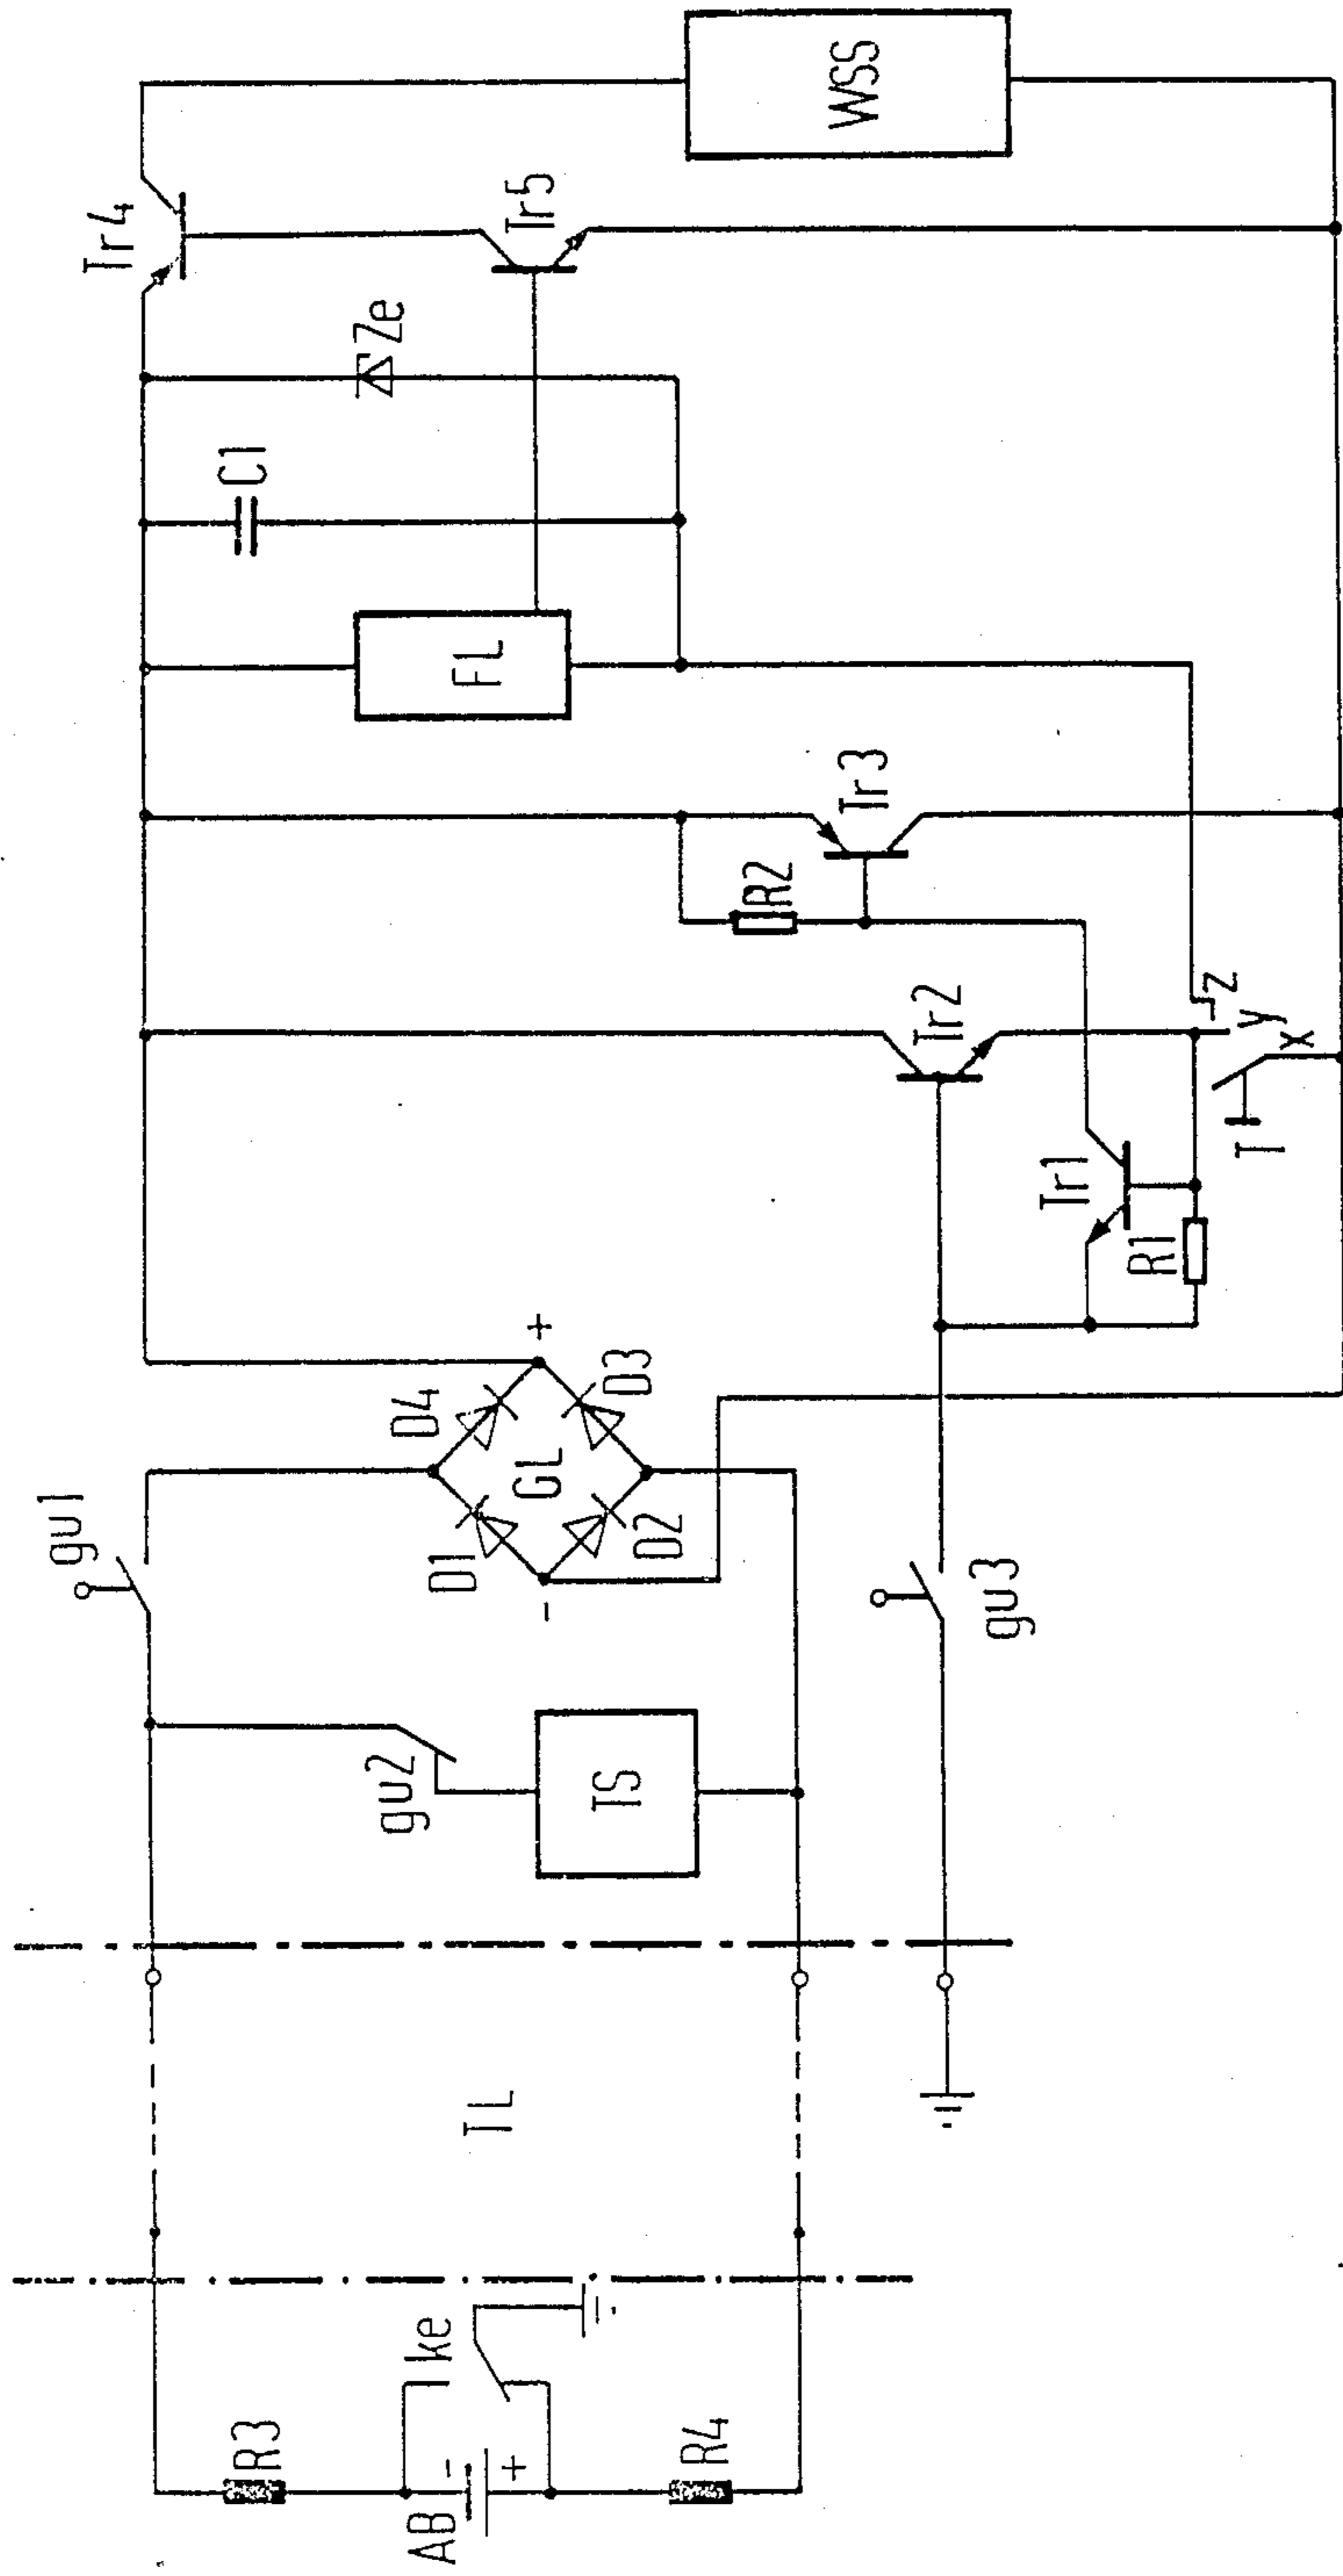 Tr4
WSS
Tr5
Ze
C1
FL
Tr3
R2
Tr2
z
y
x
T
Tr1
R1
+
D4
D3
GL
D1
D2
-
gu1
gu2
TS
gu3
TL
ke
R3
AB
-
+
R4